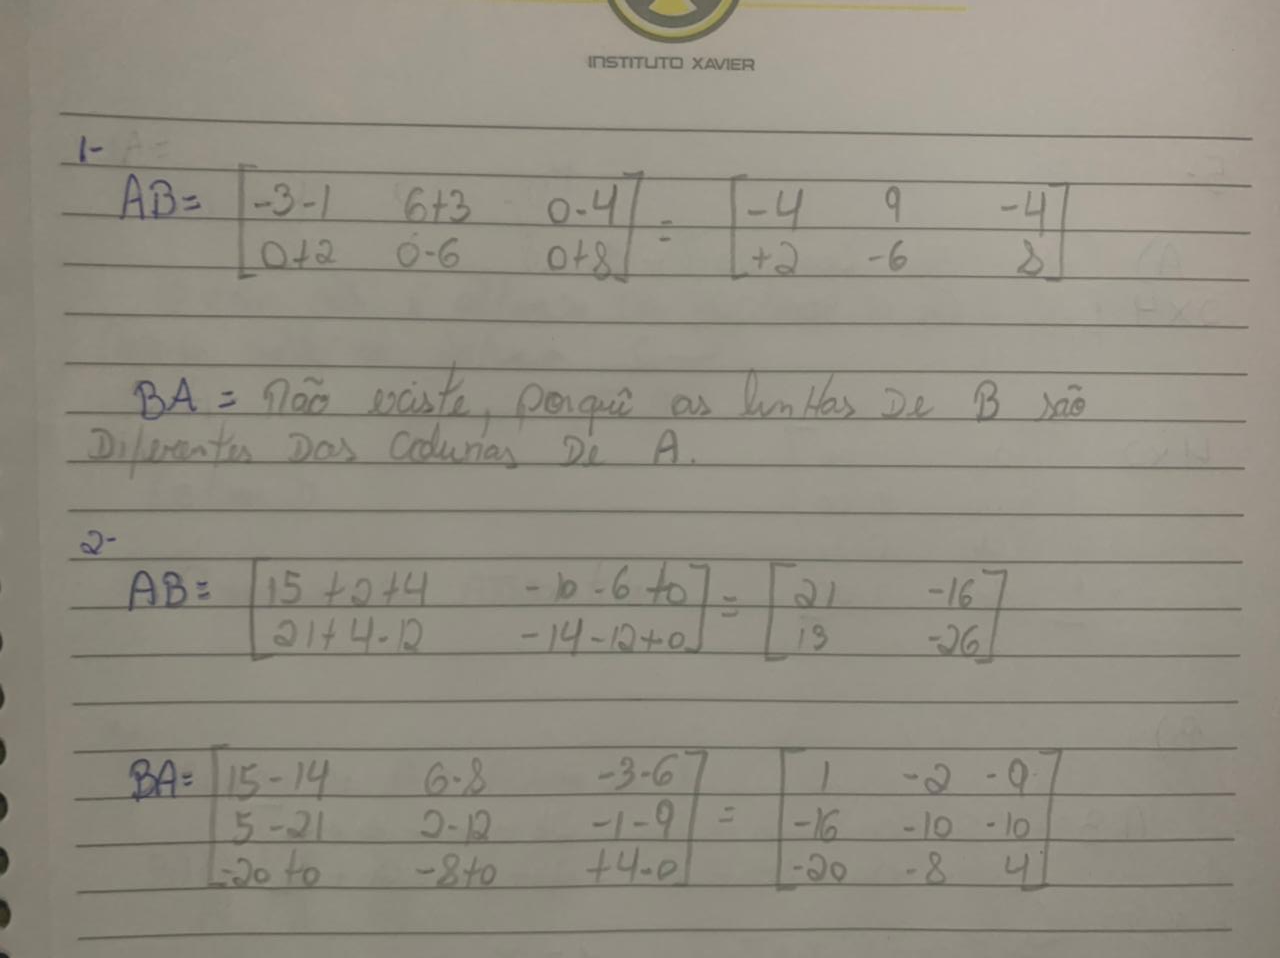 INSTITUTO XAVIER
1-
AB= [-3-1 6+3 0-4] = [-4 9 -4]
[0+2 0-6 0+8] [+2 -6 8]
BA = não existe, porquê as linhas De B são
Diferentes Das Colunas De A.
2-
AB= [15+2+4 -10-6+0] = [21 -16]
[21+4-12 -14-12+0] [13 -26]
BA= [15-14 6-8 -3-6] = [1 -2 -9]
[5-21 2-12 -1-9] [-16 -10 -10]
[-20+0 -8+0 +4-0] [-20 -8 4]